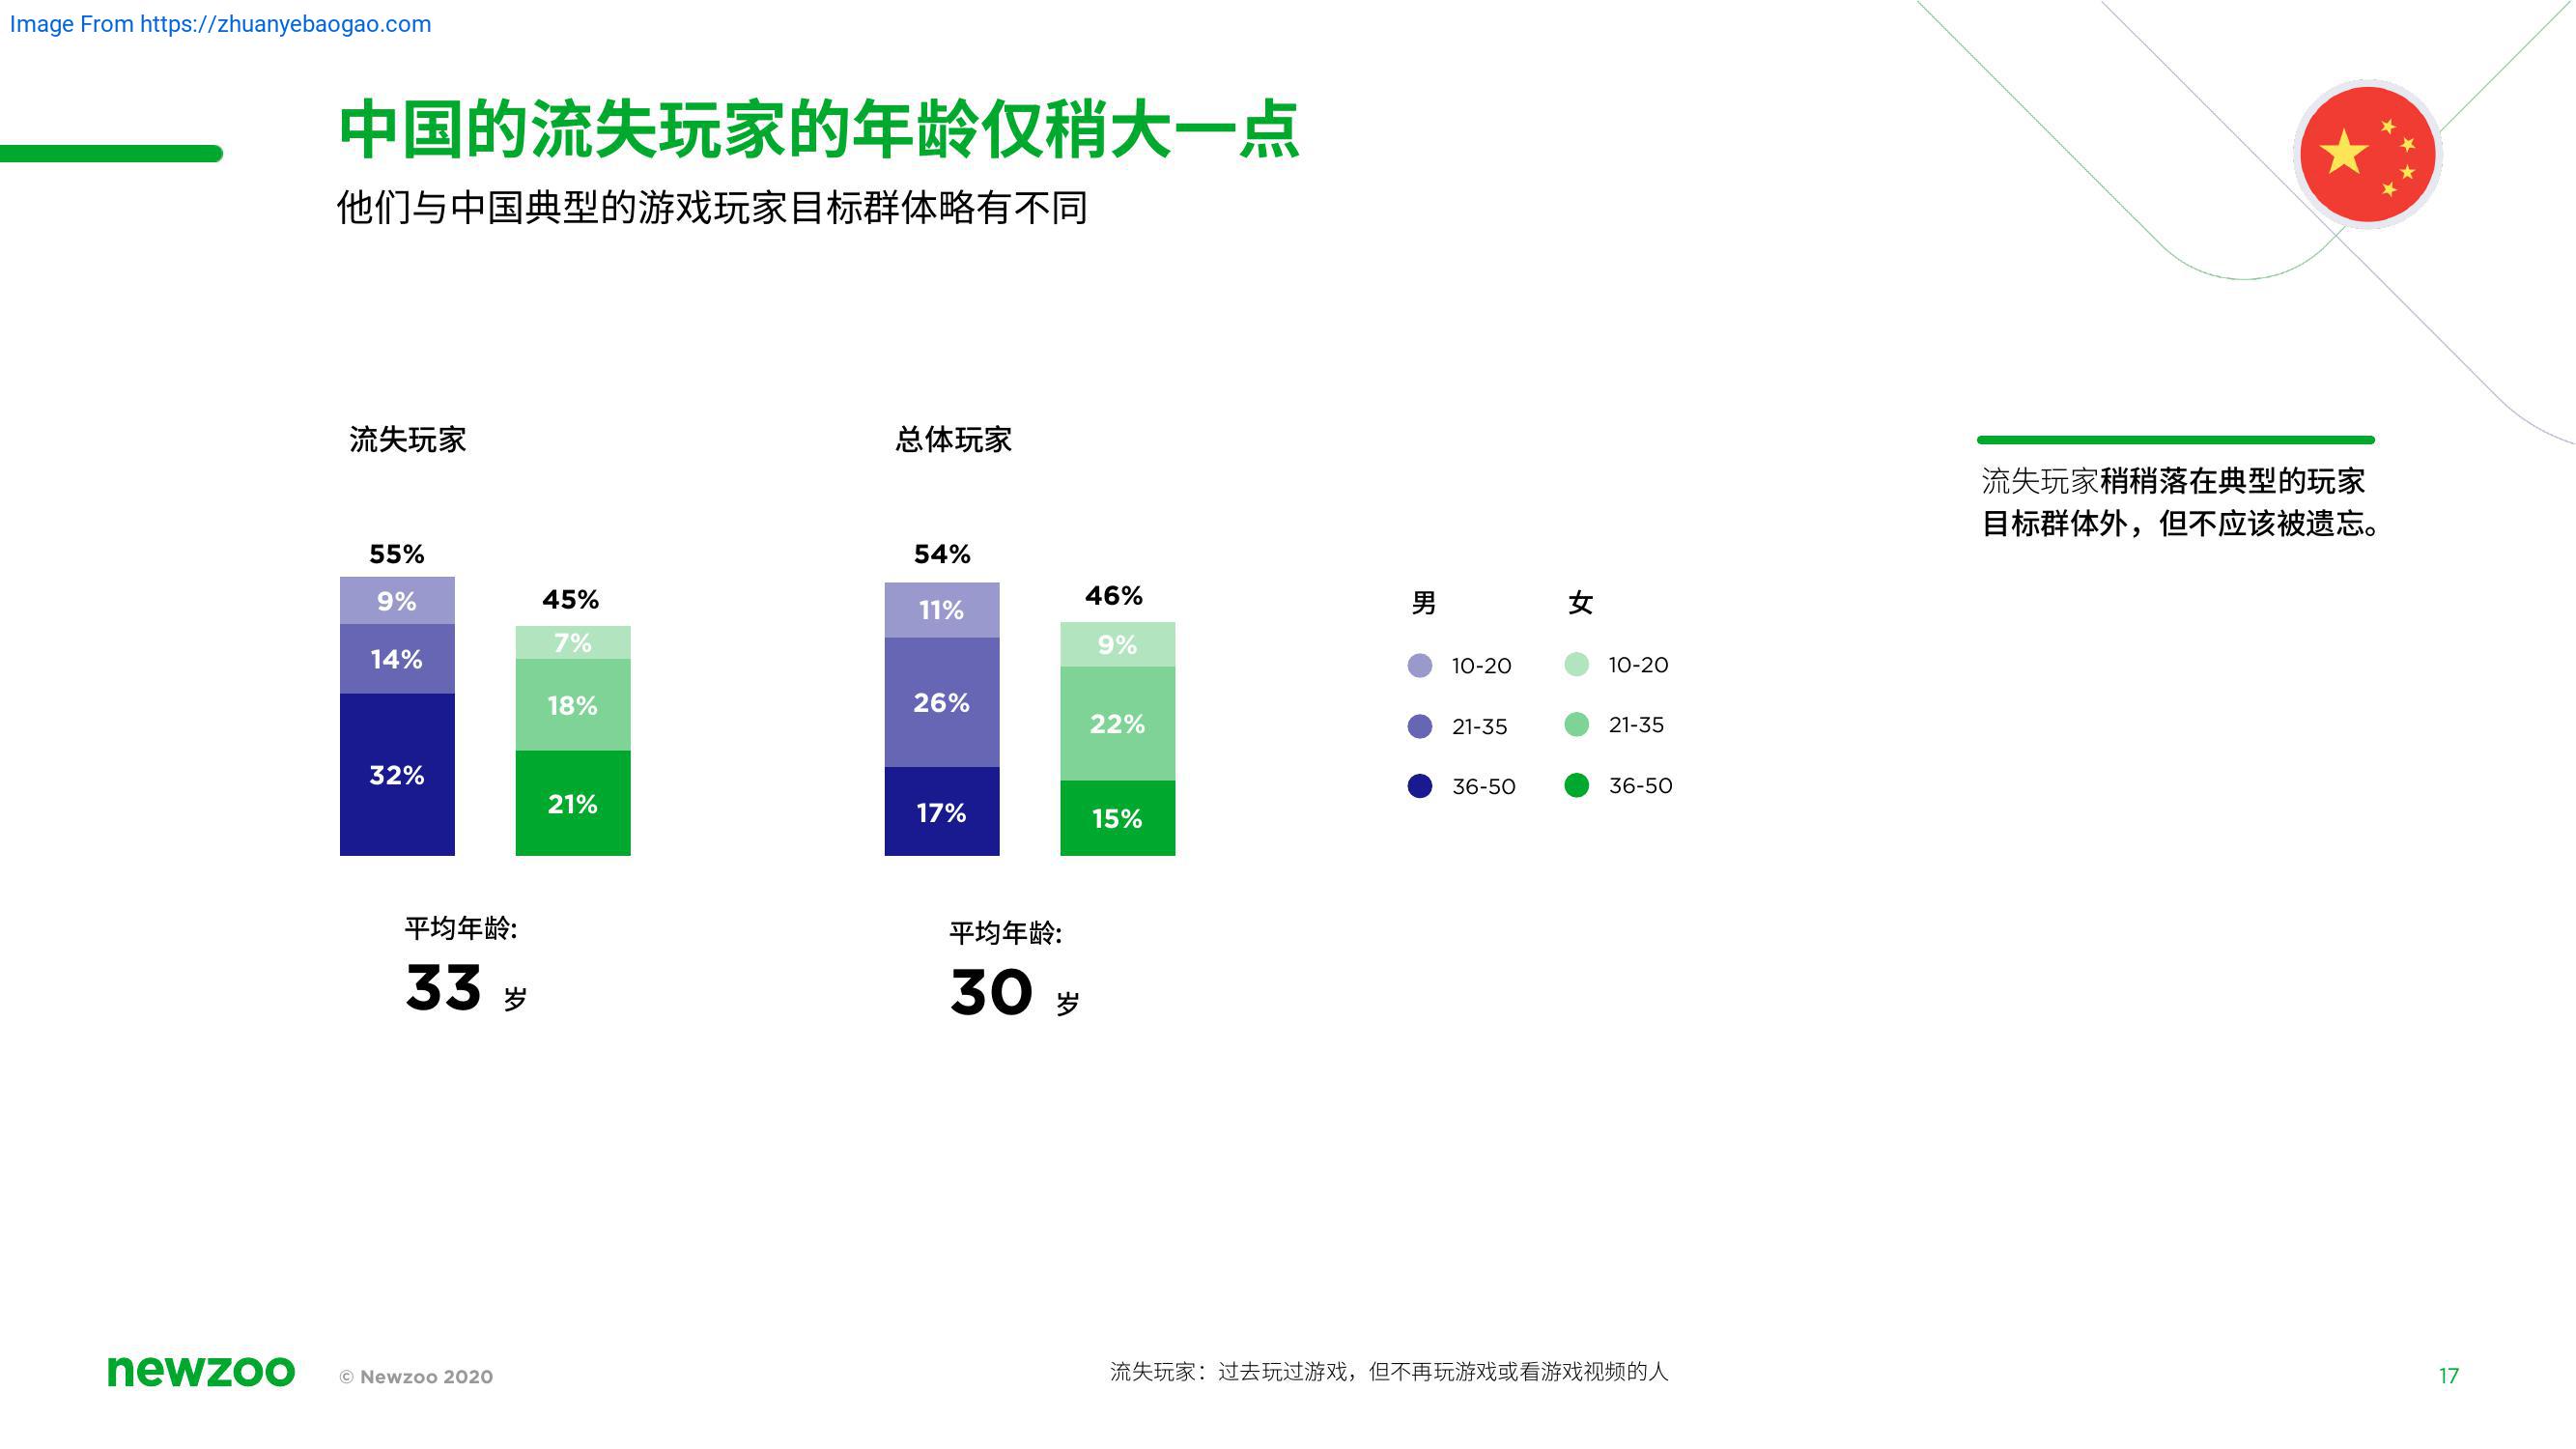 Image From https://zhuanyebaogao.com
中国的流失玩家的年龄仅稍大一点
他们与中国典型的游戏玩家目标群体略有不同
流失玩家
55%
9%
14%
32%
45%
7%
18%
21%
平均年龄:
33 岁
总体玩家
54%
11%
26%
17%
46%
9%
22%
15%
平均年龄:
30 岁
男
10-20
21-35
36-50
女
10-20
21-35
36-50
流失玩家稍稍落在典型的玩家
目标群体外，但不应该被遗忘。
newzoo
© Newzoo 2020
流失玩家：过去玩过游戏，但不再玩游戏或看游戏视频的人
17